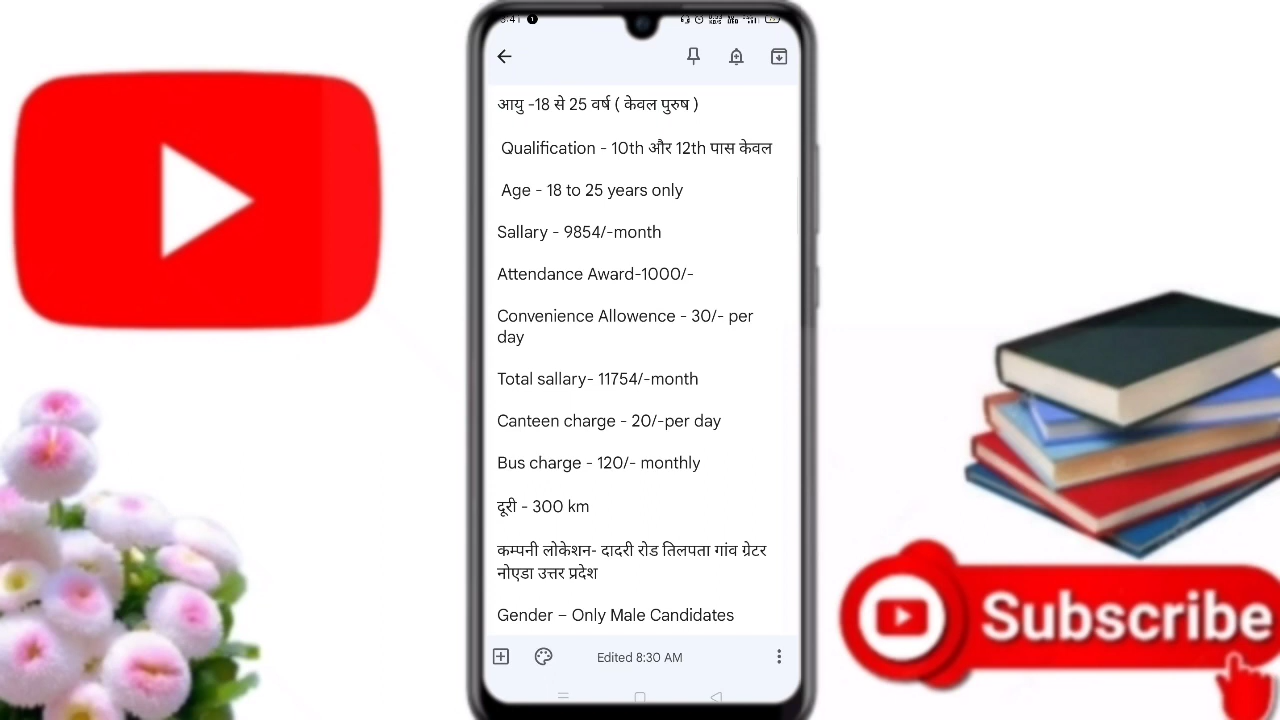 आयु -18 से 25 वर्ष ( केवल पुरुष )
Qualification - 10th और 12th पास केवल
Age - 18 to 25 years only
Sallary - 9854/-month
Attendance Award-1000/-
Convenience Allowence - 30/- per
day
Total sallary- 11754/-month
Canteen charge - 20/-per day
Bus charge - 120/- monthly
दूरी - 300 km
कम्पनी लोकेशन- दादरी रोड तिलपता गांव ग्रेटर
नोएडा उत्तर प्रदेश
Gender – Only Male Candidates
Subscribe
Edited 8:30 AM